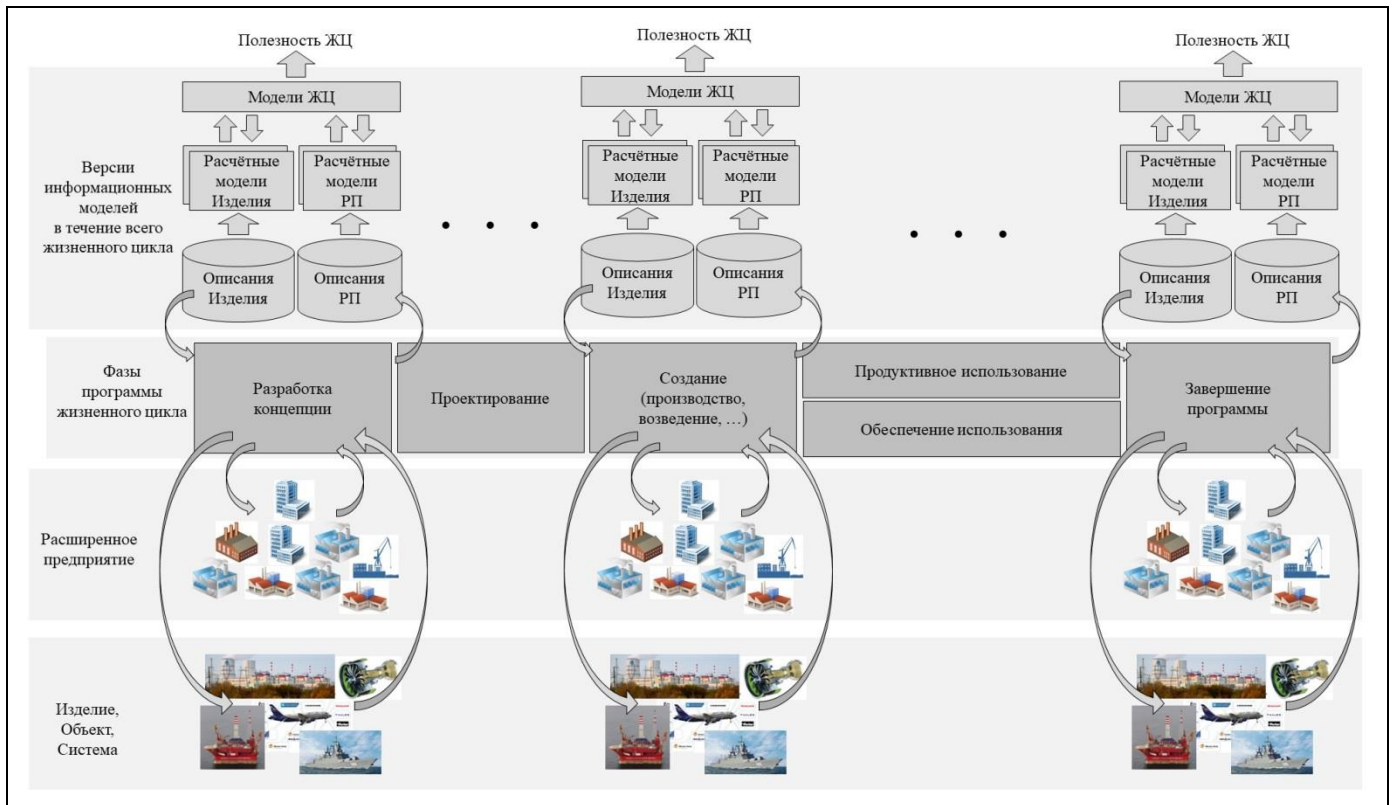 Полезность ЖЦ
Полезность ЖЦ
Полезность ЖЦ
Модели ЖЦ
Модели ЖЦ
Модели ЖЦ
Версии
информационных
моделей
в течение всего
жизненного цикла
Расчётные
модели
Изделия
Расчётные
модели
РП
Расчётные
модели
Изделия
Расчётные
модели
РП
Расчётные
модели
Изделия
Расчётные
модели
РП
. . .
. . .
Описания
Изделия
Описания
РП
Описания
Изделия
Описания
РП
Описания
Изделия
Описания
РП
Фазы
программы
жизненного цикла
Разработка
концепции
Проектирование
Создание
(производство,
возведение, …)
Продуктивное использование
Обеспечение использования
Завершение
программы
Расширенное
предприятие
Изделие,
Объект,
Система